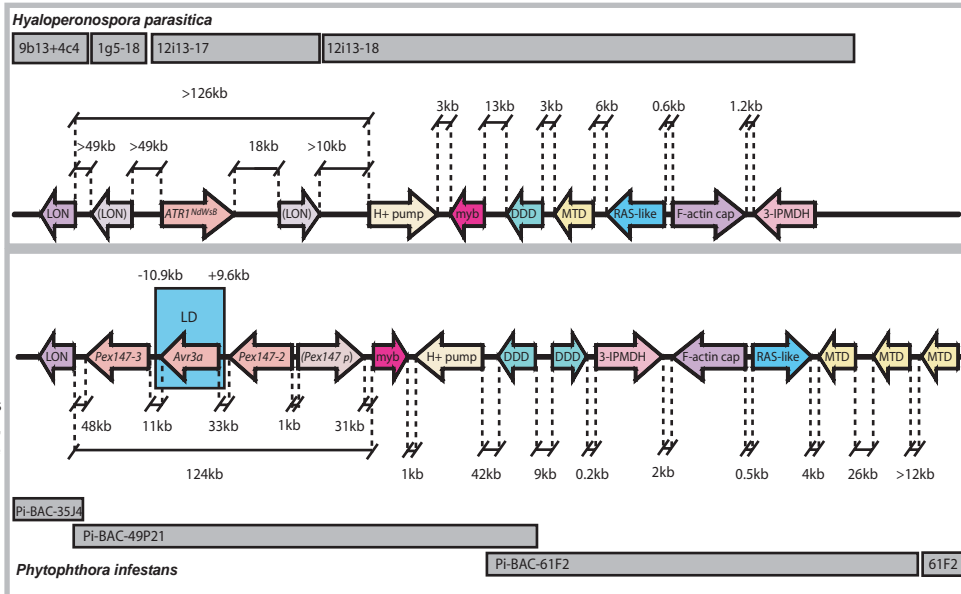 Hyaloperonospora parasitica
9b13+4c4 1g5-18 12i13-17 12i13-18
>126kb
3kb 13kb 3kb 6kb 0.6kb 1.2kb
>49kb >49kb 18kb >10kb
LON (LON) ATR1NdWsB (LON) H+ pump myb DDD MTD RAS-like F-actin cap 3-IPMDH
-10.9kb +9.6kb
LD
LON Pex147-3 Avr3a Pex147-2 (Pex147 p) myb H+ pump DDD DDD 3-IPMDH F-actin cap RAS-like MTD MTD MTD
48kb 11kb 33kb 1kb 31kb
124kb 1kb 42kb 9kb 0.2kb 2kb 0.5kb 4kb 26kb >12kb
Pi-BAC-35J4
Pi-BAC-49P21
Pi-BAC-61F2 61F2
Phytophthora infestans